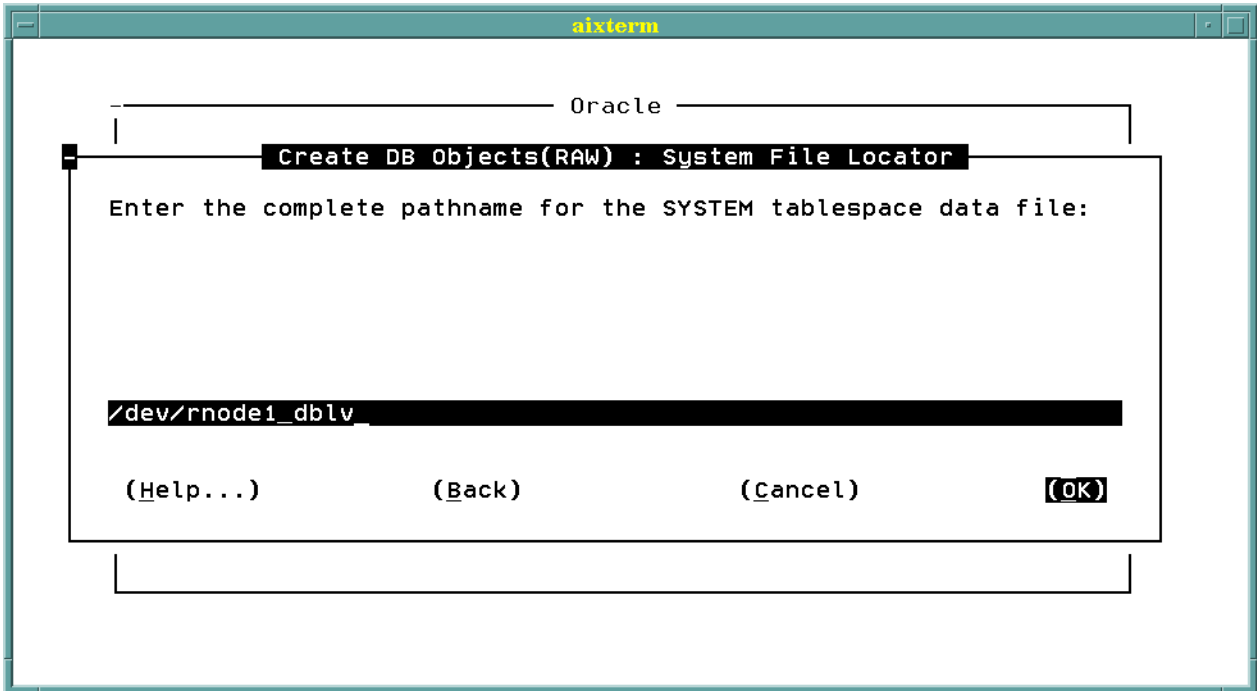 aixterm
Oracle
Create DB Objects(RAW) : System File Locator
Enter the complete pathname for the SYSTEM tablespace data file:
/dev/rnode1_dblv_
(Help...) (Back) (Cancel) (OK)